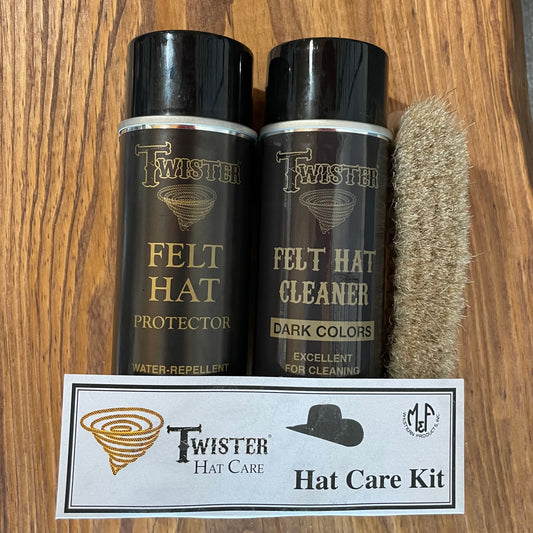 TWISTER
FELT
HAT
PROTECTOR
WATER-REPELLENT
TWISTER
FELT HAT
CLEANER
DARK COLORS
EXCELLENT
FOR CLEANING
TWISTER®
HAT CARE
M&F
WESTERN PRODUCTS, INC.
Hat Care Kit